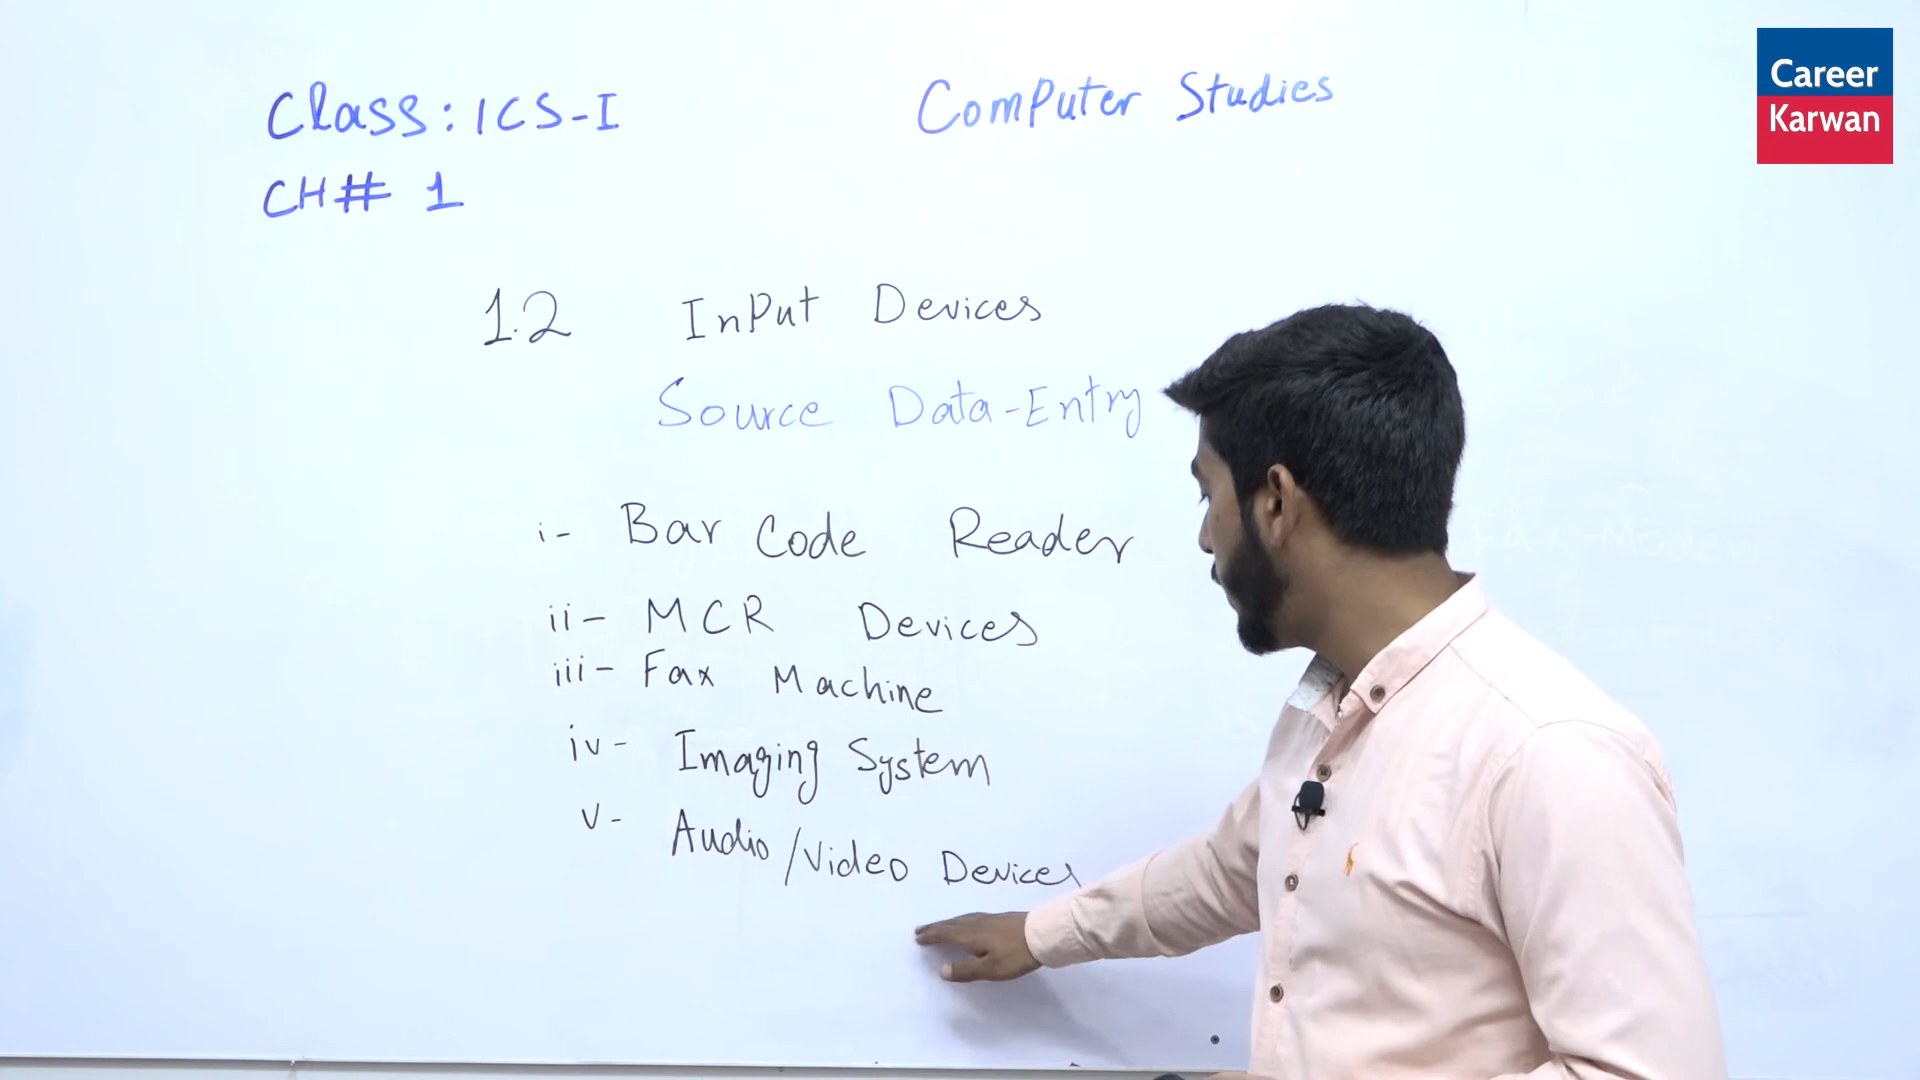 Career
Karwan
Class: ICS-I
Computer Studies
CH# 1
1.2 InPut Devices
Source Data-Entry
i- Bar Code Reader
ii- MCR Devices
iii- Fax Machine
iv- Imaging System
v- Audio/Video Devices